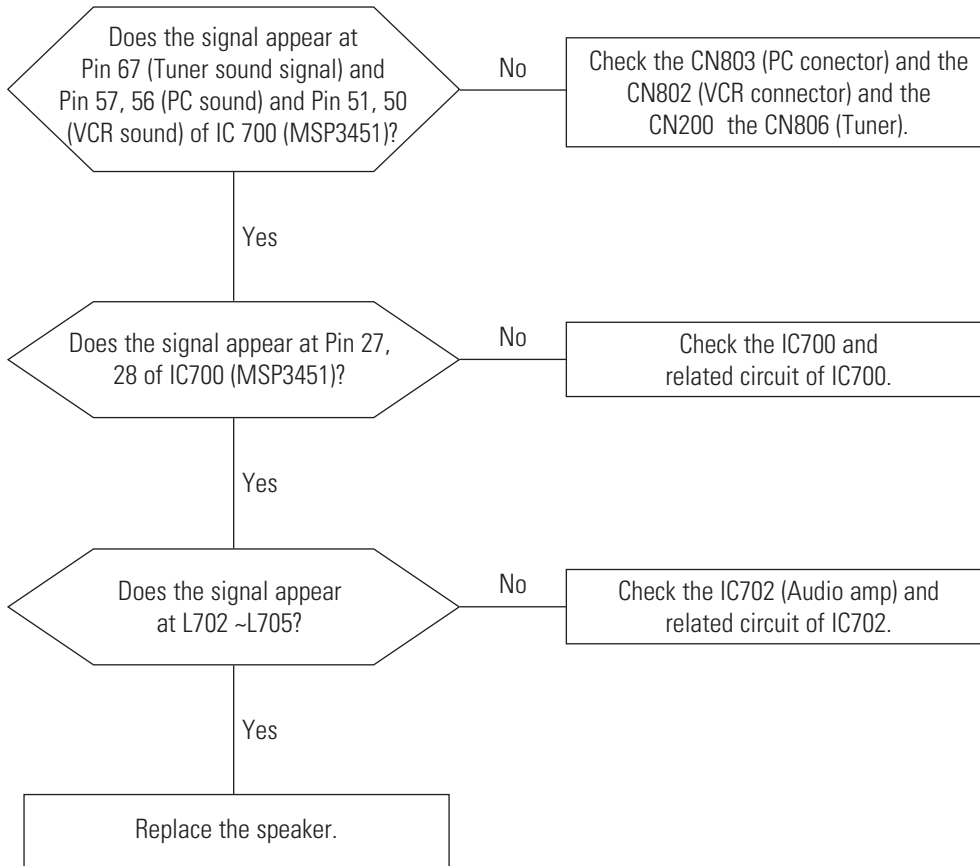 Does the signal appear at
Pin 67 (Tuner sound signal) and
Pin 57, 56 (PC sound) and Pin 51, 50
(VCR sound) of IC 700 (MSP3451)?
No
Check the CN803 (PC conector) and the
CN802 (VCR connector) and the
CN200  the CN806 (Tuner).
Yes
Does the signal appear at Pin 27,
28 of IC700 (MSP3451)?
No
Check the IC700 and
related circuit of IC700.
Yes
Does the signal appear
at L702 ~L705?
No
Check the IC702 (Audio amp) and
related circuit of IC702.
Yes
Replace the speaker.